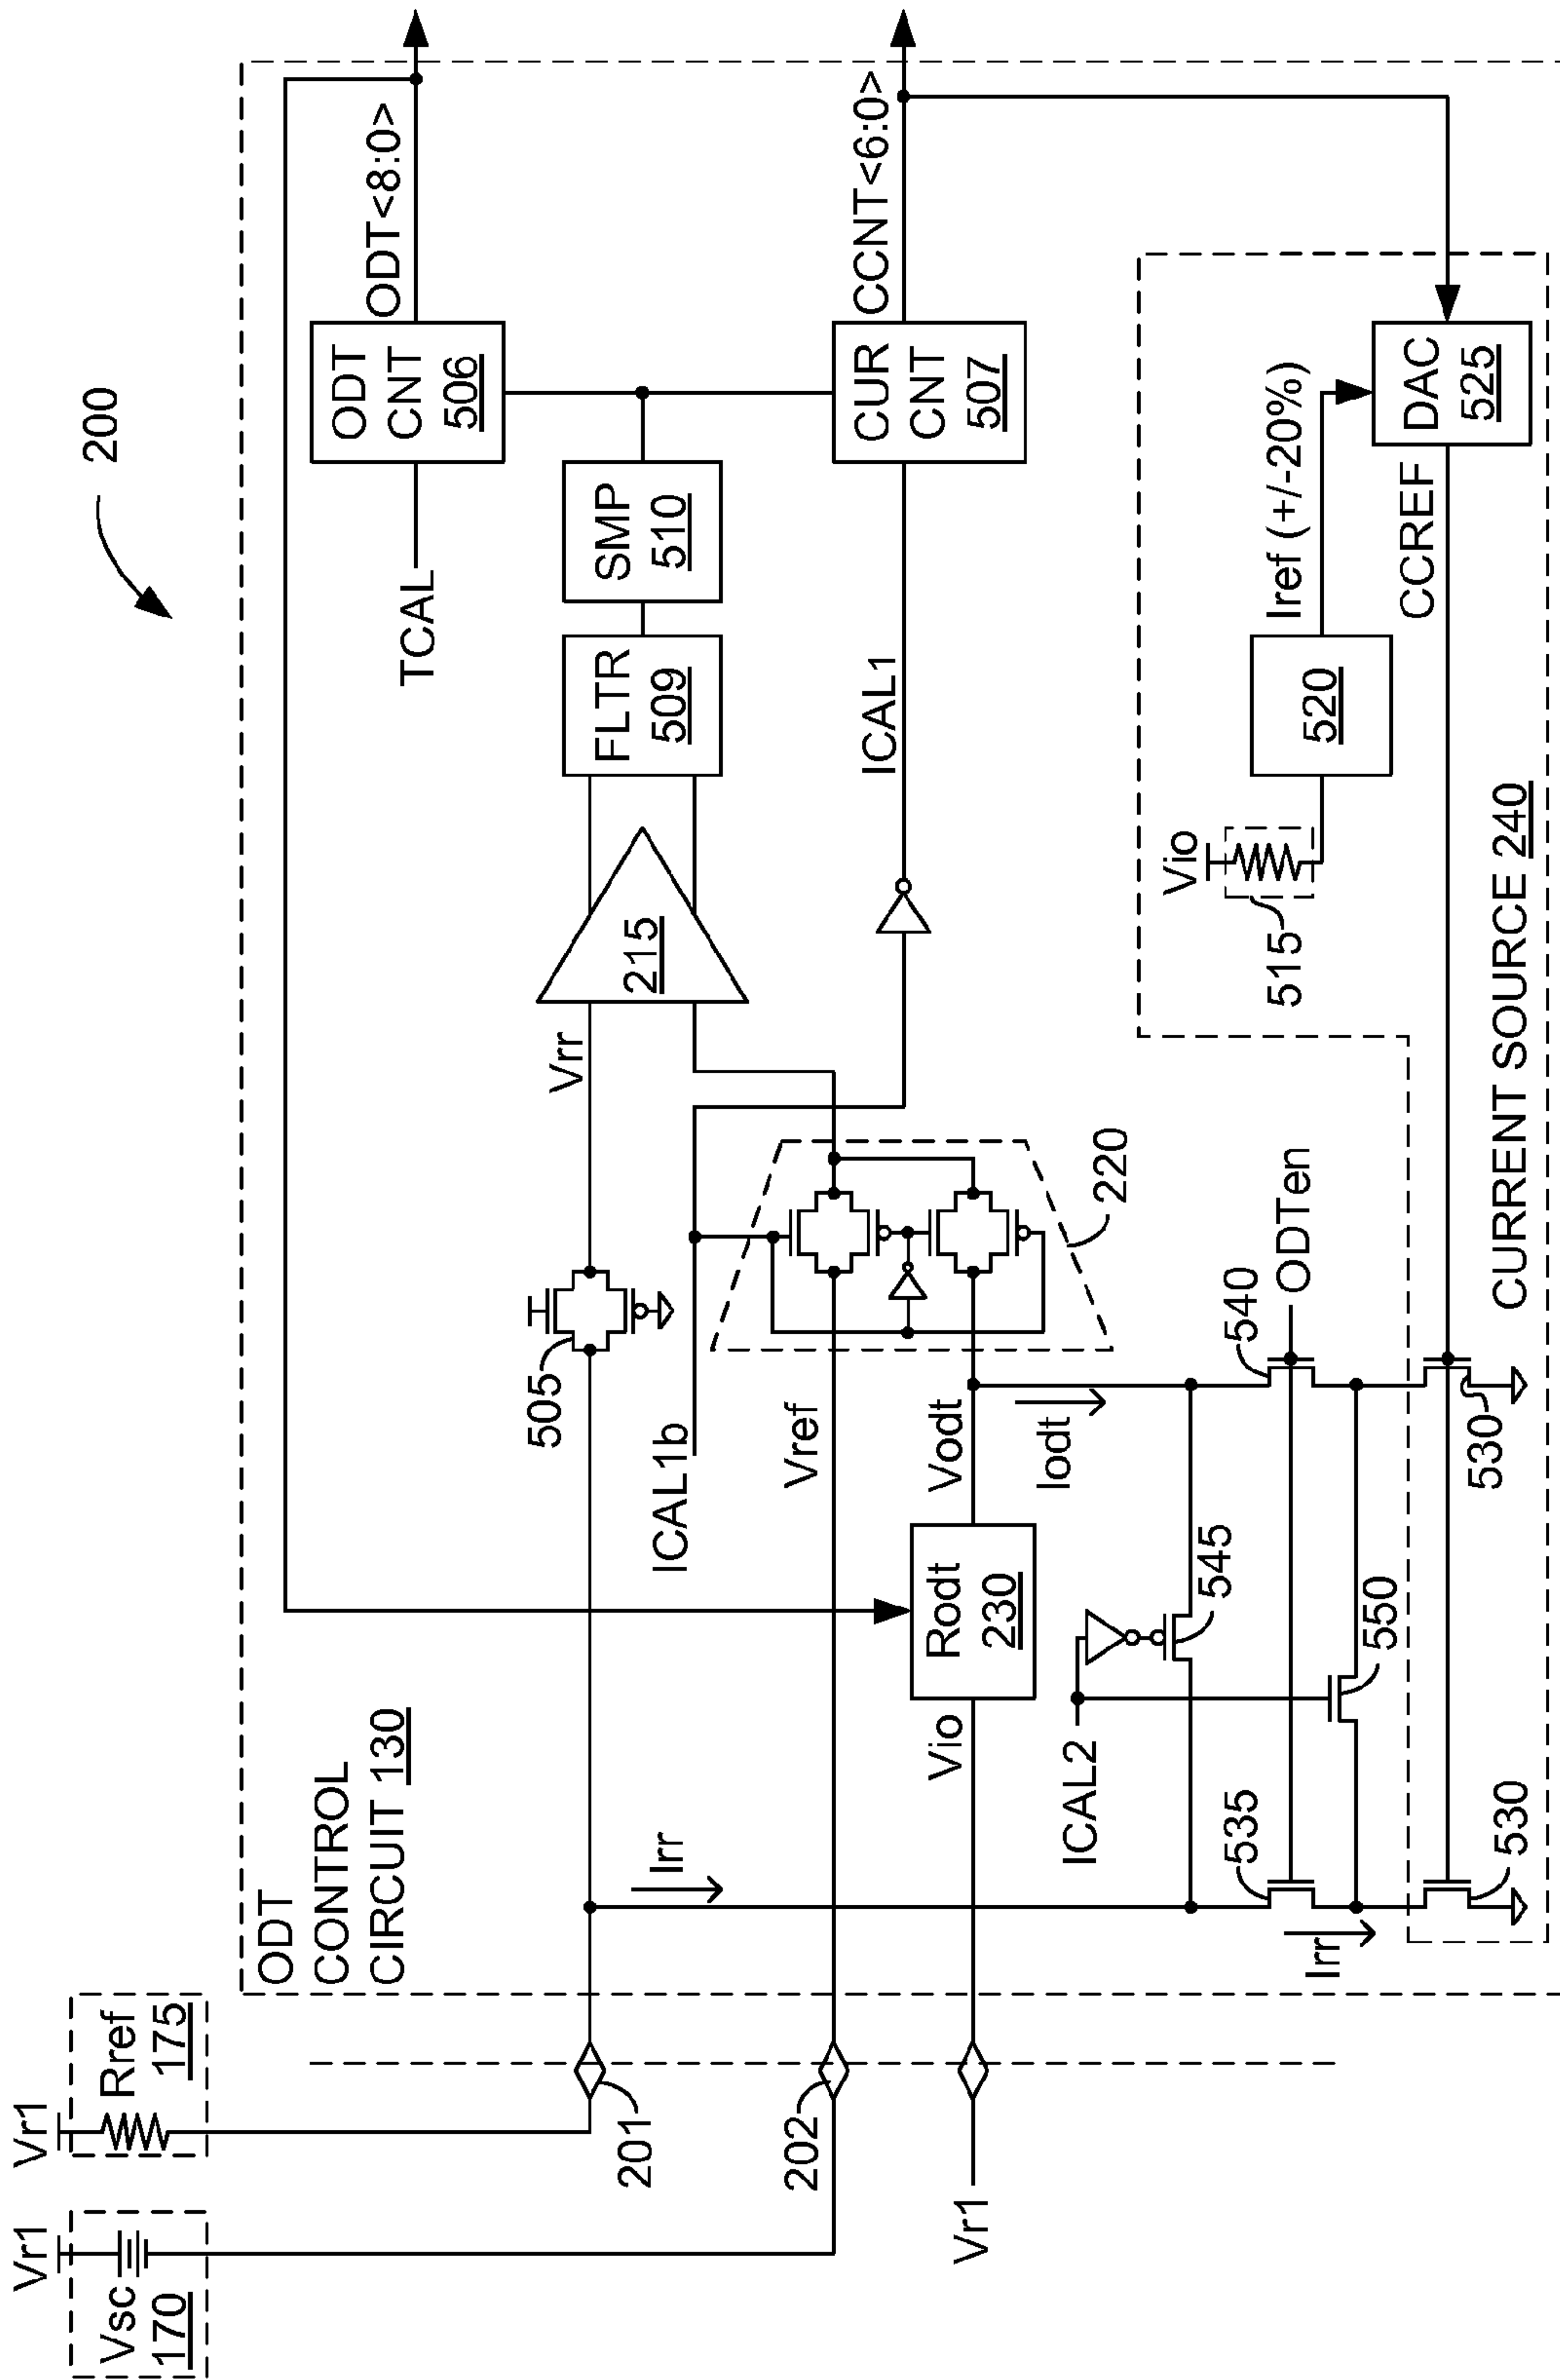 200
Vr1
Vsc
170
Vr1
Rref
175
201
202
Vr1
ODT
CONTROL
CIRCUIT 130
Irr
505
Vrr
215
FLTR
509
SMP
510
TCAL
ODT
CNT
506
ODT<8:0>
ICAL1b
Vref
Vodt
Iodt
Vio
Rodt
230
220
ICAL1
CUR
CNT
507
CCNT<6:0>
ICAL2
545
550
535
540
ODTen
Irr
530
530
Vio
515
520
Iref (+/-20%)
CCREF
DAC
525
CURRENT SOURCE 240